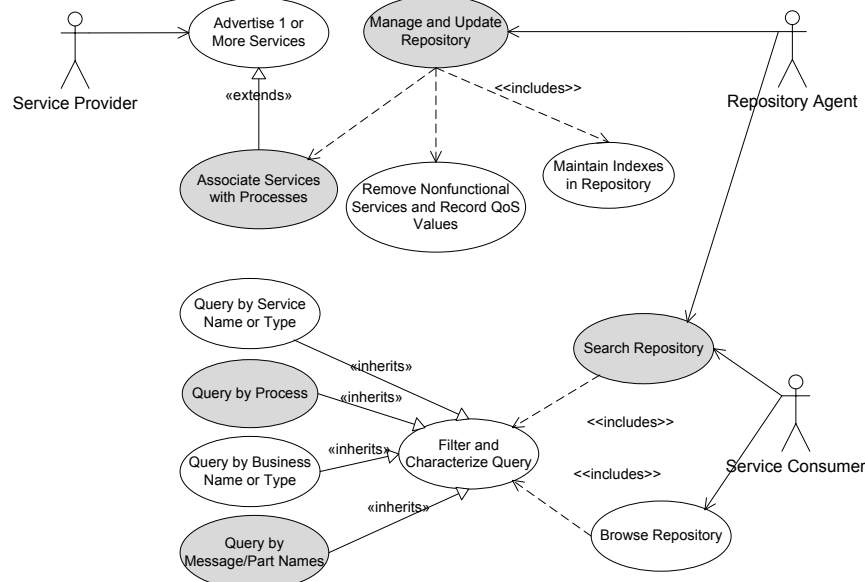 Advertise 1 or
More Services
Manage and Update
Repository
Service Provider
«extends»
<<includes>>
Repository Agent
Associate Services
with Processes
Remove Nonfunctional
Services and Record QoS
Values
Maintain Indexes
in Repository
Query by Service
Name or Type
«inherits»
Search Repository
Query by Process
«inherits»
<<includes>>
Query by Business
Name or Type
«inherits»
Filter and
Characterize Query
<<includes>>
Service Consumer
«inherits»
Query by
Message/Part Names
Browse Repository